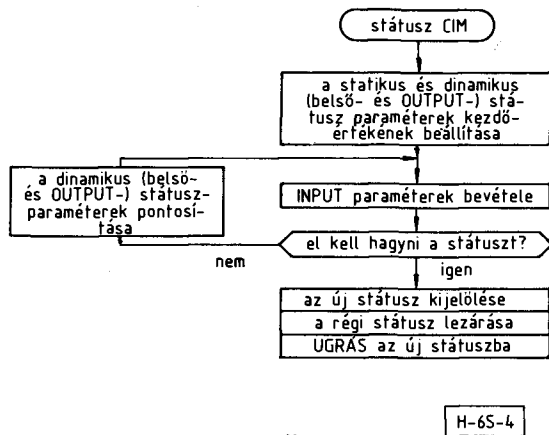 státusz CIM
a statikus és dinamikus
(belső- és OUTPUT-) stá-
tusz paraméterek kezdő-
értékének beállítása
a dinamikus (belső-
és OUTPUT-) státusz-
paraméterek pontosí-
tása
INPUT paraméterek bevétele
el kell hagyni a státuszt?
nem
igen
az új státusz kijelölése
a régi státusz lezárása
UGRÁS az új státuszba
H-6S-4